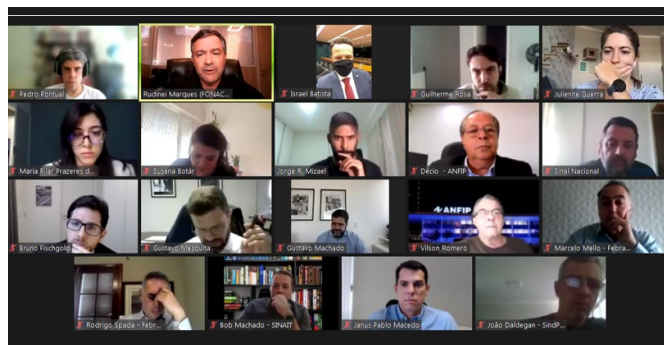 Pedro Pontual
Rudinei Marques (FONAC...
Israel Batista
Guilherme Rosa
Julienne Guerra
Maria Pilar Prazeres d...
Susana Botár
Jorge R. Mizael
Décio - ANFIP
Sinal Nacional
Bruno Fischgold
Gustavo Mesquita
Gustavo Machado
ANFIP
Vilson Romero
Marcelo Mello - Febra...
Rodrigo Spada - Febr...
Bob Machado - SINAIT
Janus Pablo Macedo
João Daldegan - SindP...